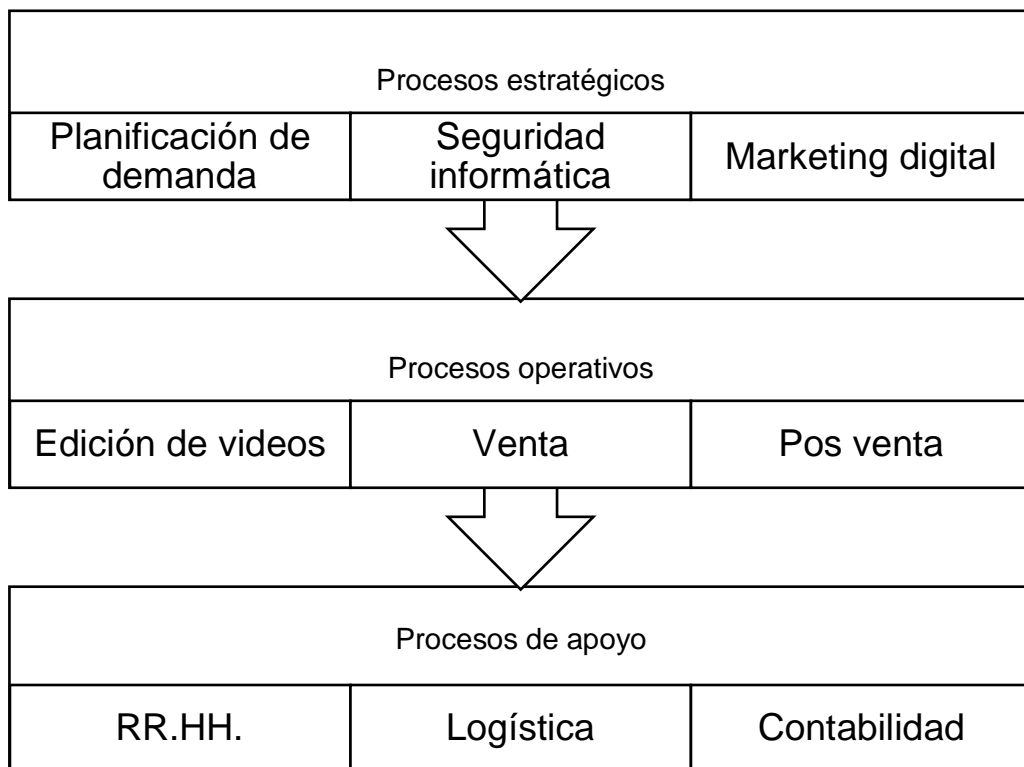 Procesos estratégicos
Planificación de
demanda
Seguridad
informática
Marketing digital
Procesos operativos
Edición de videos
Venta
Pos venta
Procesos de apoyo
RR.HH.
Logística
Contabilidad